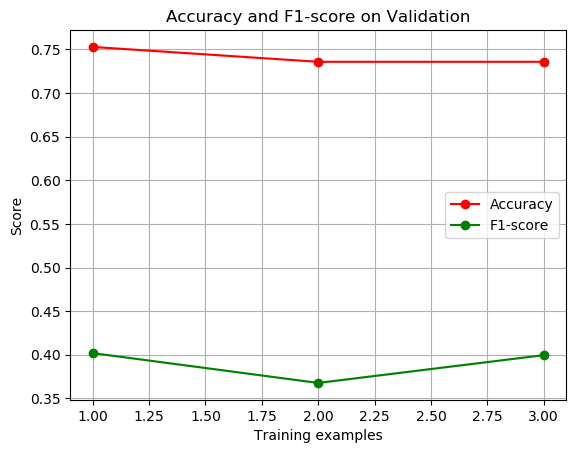 Accuracy and F1-score on Validation
0.75
0.70
0.65
0.60
0.55
0.50
0.45
0.40
0.35
Score
Accuracy
F1-score
1.00 1.25 1.50 1.75 2.00 2.25 2.50 2.75 3.00
Training examples